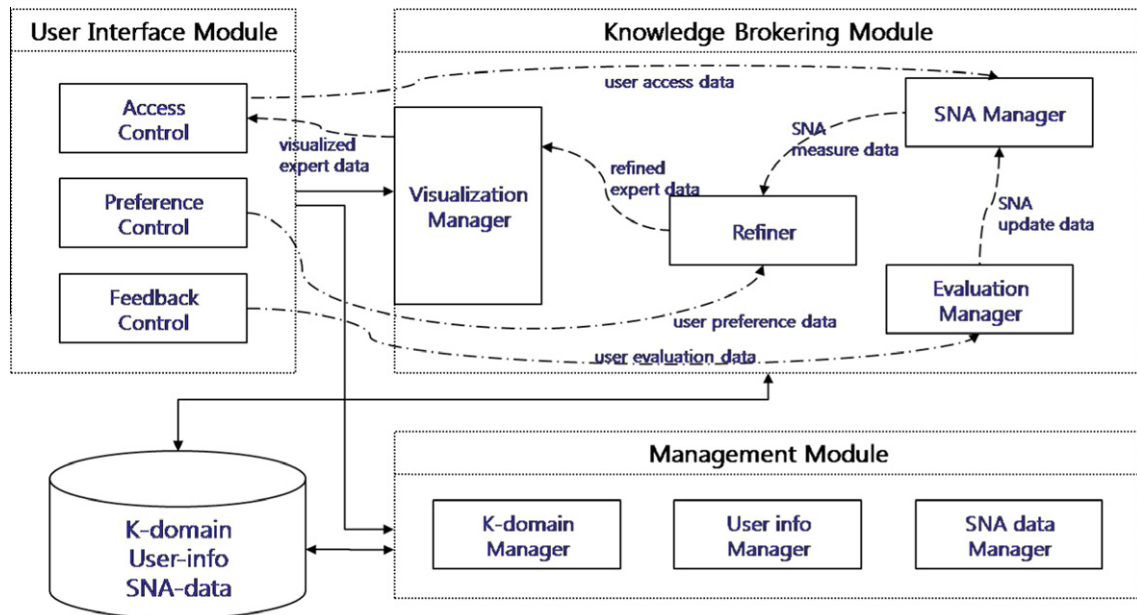 User Interface Module
Access
Control
Preference
Control
Feedback
Control
Knowledge Brokering Module
user access data
SNA Manager
visualized
expert data
Visualization
Manager
refined
expert data
SNA
measure data
Refiner
SNA
update data
Evaluation
Manager
user preference data
user evaluation data
K-domain
User-info
SNA-data
Management Module
K-domain
Manager
User info
Manager
SNA data
Manager